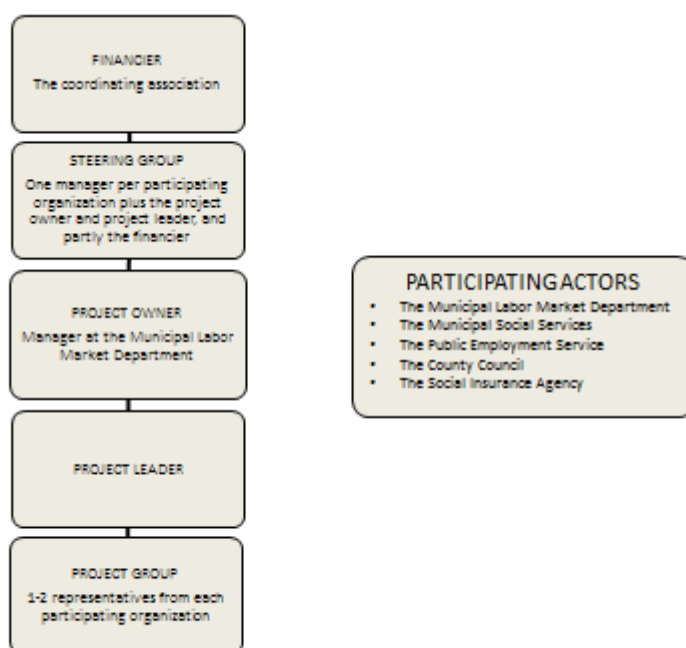 FINANCIER
The coordinating association
STEERING GROUP
One manager per participating
organization plus the project
owner and project leader, and
partly the financier
PROJECT OWNER
Manager at the Municipal Labor
Market Department
PROJECT LEADER
PROJECT GROUP
1-2 representatives from each
participating organization
PARTICIPATING ACTORS
• The Municipal Labor Market Department
• The Municipal Social Services
• The Public Employment Service
• The County Council
• The Social Insurance Agency